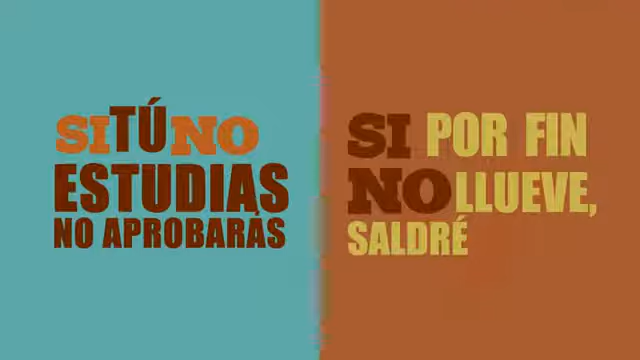 SI TÚ NO
ESTUDIAS
NO APROBARÁS
SI POR FIN
NO LLUEVE,
SALDRÉ